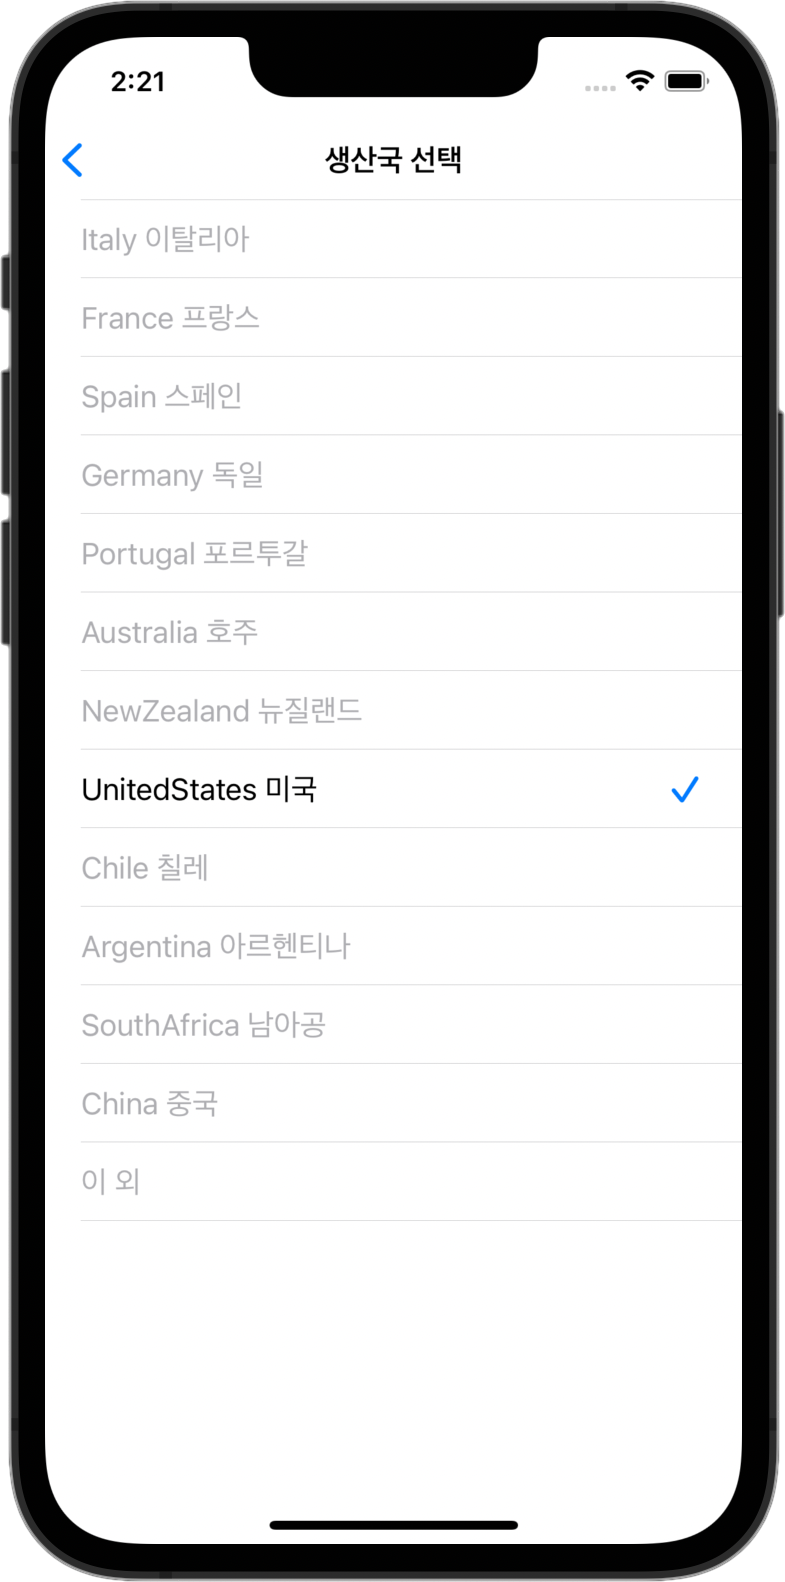 2:21
생산국 선택
Italy 이탈리아
France 프랑스
Spain 스페인
Germany 독일
Portugal 포르투갈
Australia 호주
NewZealand 뉴질랜드
UnitedStates 미국
Chile 칠레
Argentina 아르헨티나
SouthAfrica 남아공
China 중국
이 외